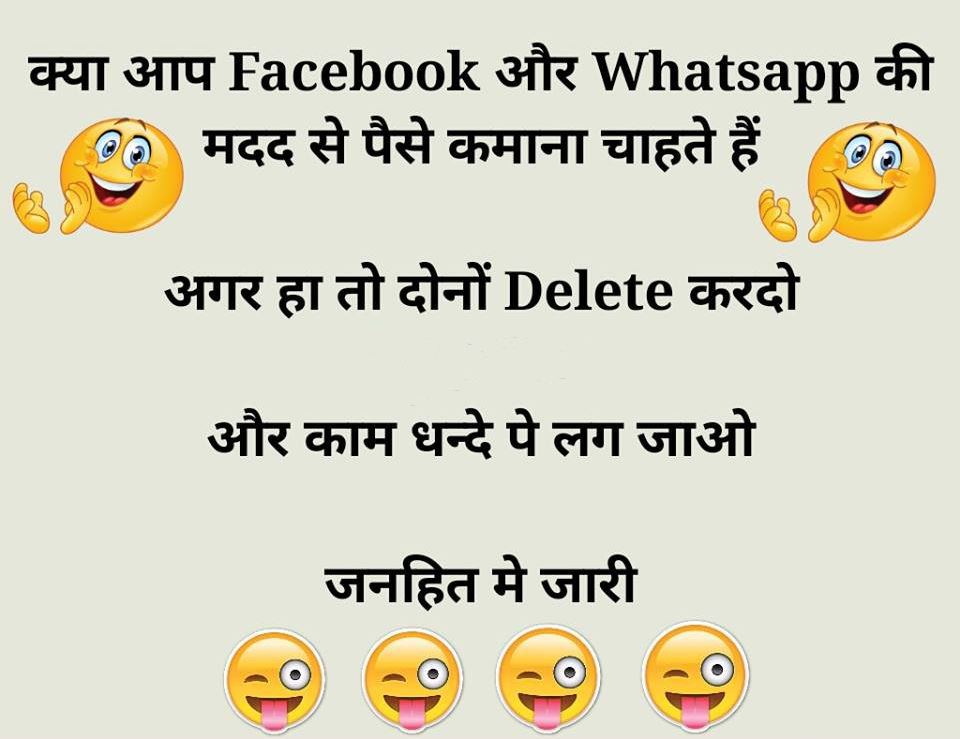 क्या आप Facebook और Whatsapp की
मदद से पैसे कमाना चाहते हैं
अगर हा तो दोनों Delete करदो
और काम धन्दे पे लग जाओ
जनहित मे जारी